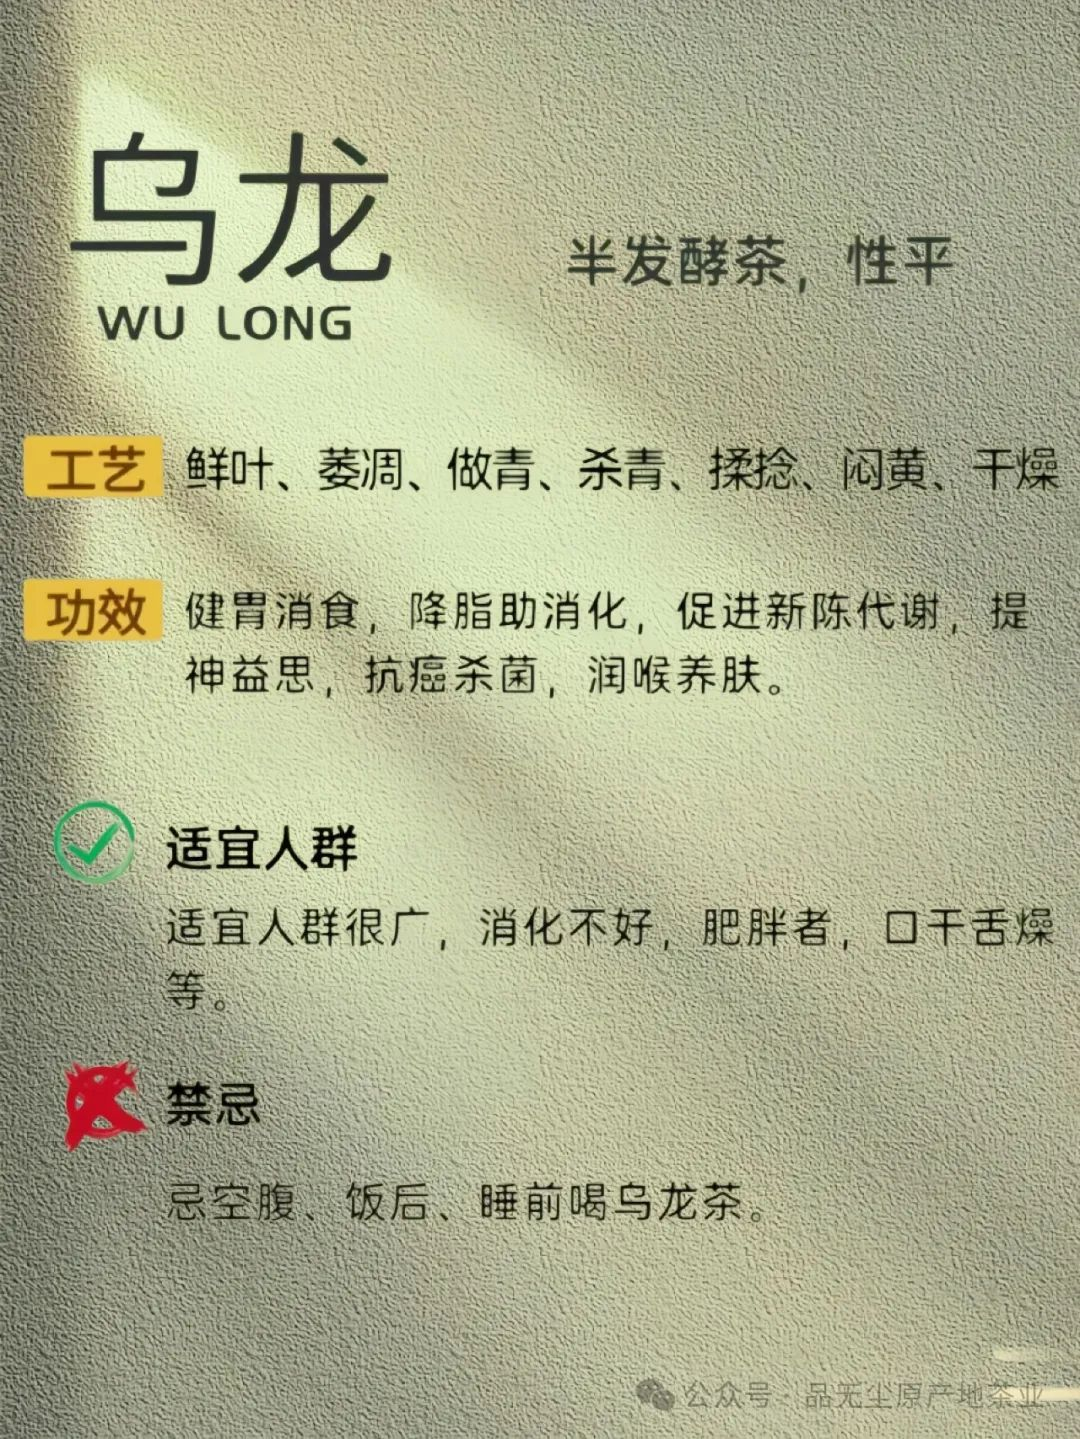 乌龙
WU LONG
半发酵茶，性平
工艺 鲜叶、萎凋、做青、杀青、揉捻、闷黄、干燥
功效 健胃消食，降脂助消化，促进新陈代谢，提
神益思，抗癌杀菌，润喉养肤。
适宜人群
适宜人群很广，消化不好，肥胖者，口干舌燥
等。
禁忌
忌空腹、饭后、睡前喝乌龙茶。
公众号·品无尘原产地茶业